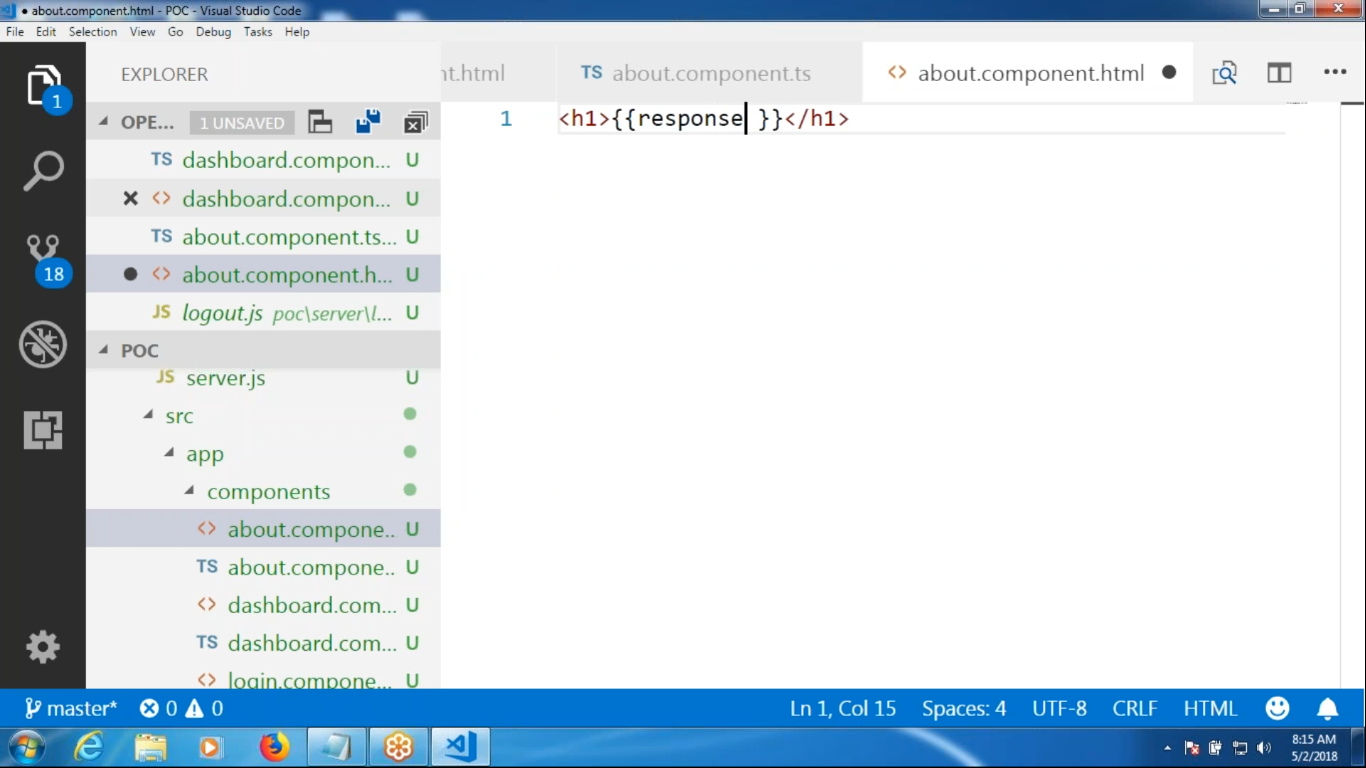 about.component.html - POC - Visual Studio Code
File Edit Selection View Go Debug Tasks Help
EXPLORER
1
OPE... 1 UNSAVED
TS dashboard.compon... U
<> dashboard.compon... U
TS about.component.ts... U
<> about.component.h... U
JS logout.js poc\server\l... U
18
POC
JS server.js U
src
app
components
<> about.compone.. U
TS about.compone.. U
<> dashboard.com... U
TS dashboard.com... U
<> login.compone... U
nt.html
TS about.component.ts
<> about.component.html
1 <h1>{{response }}</h1>
master* 0 0 Ln 1, Col 15 Spaces: 4 UTF-8 CRLF HTML
8:15 AM
5/2/2018